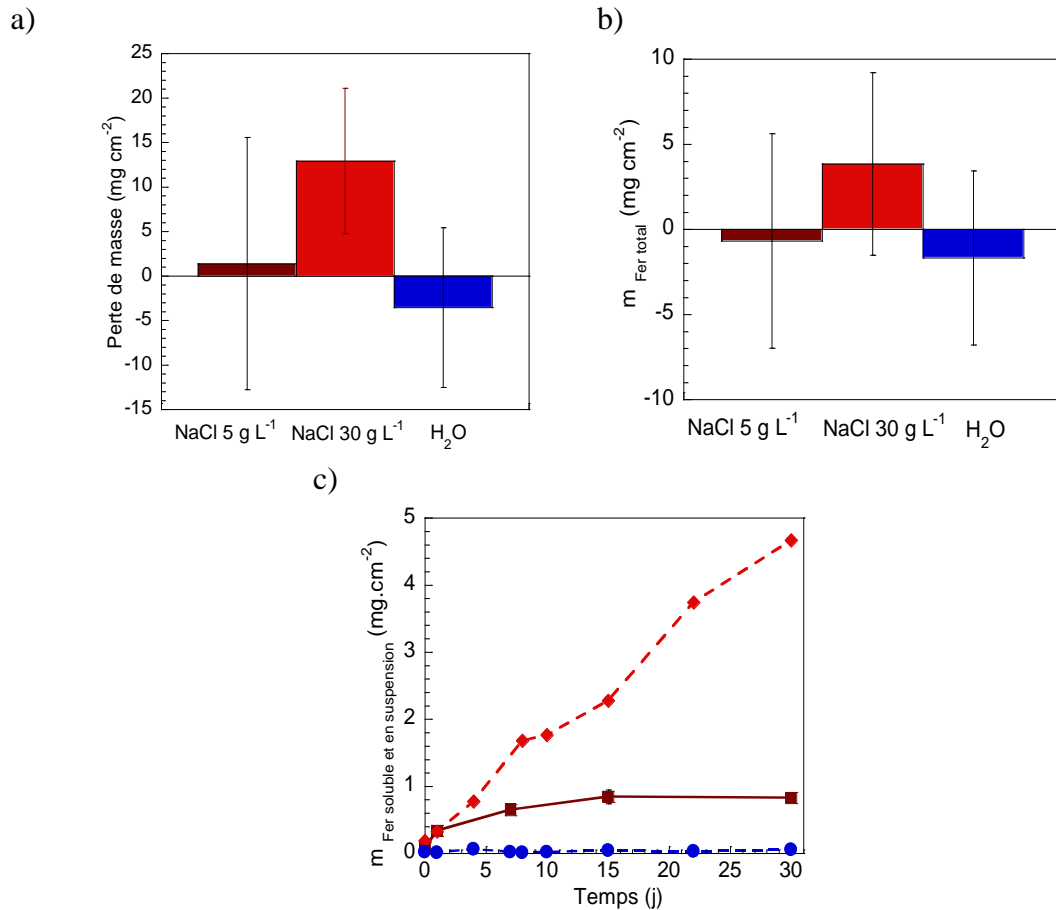 a)
Perte de masse (mg cm⁻²)
25
20
15
10
5
0
-5
-10
-15
NaCl 5 g L⁻¹ NaCl 30 g L⁻¹ H₂O
b)
m Fer total (mg cm⁻²)
10
5
0
-5
-10
NaCl 5 g L⁻¹ NaCl 30 g L⁻¹ H₂O
c)
m Fer soluble et en suspension (mg.cm⁻²)
5
4
3
2
1
0
0 5 10 15 20 25 30
Temps (j)